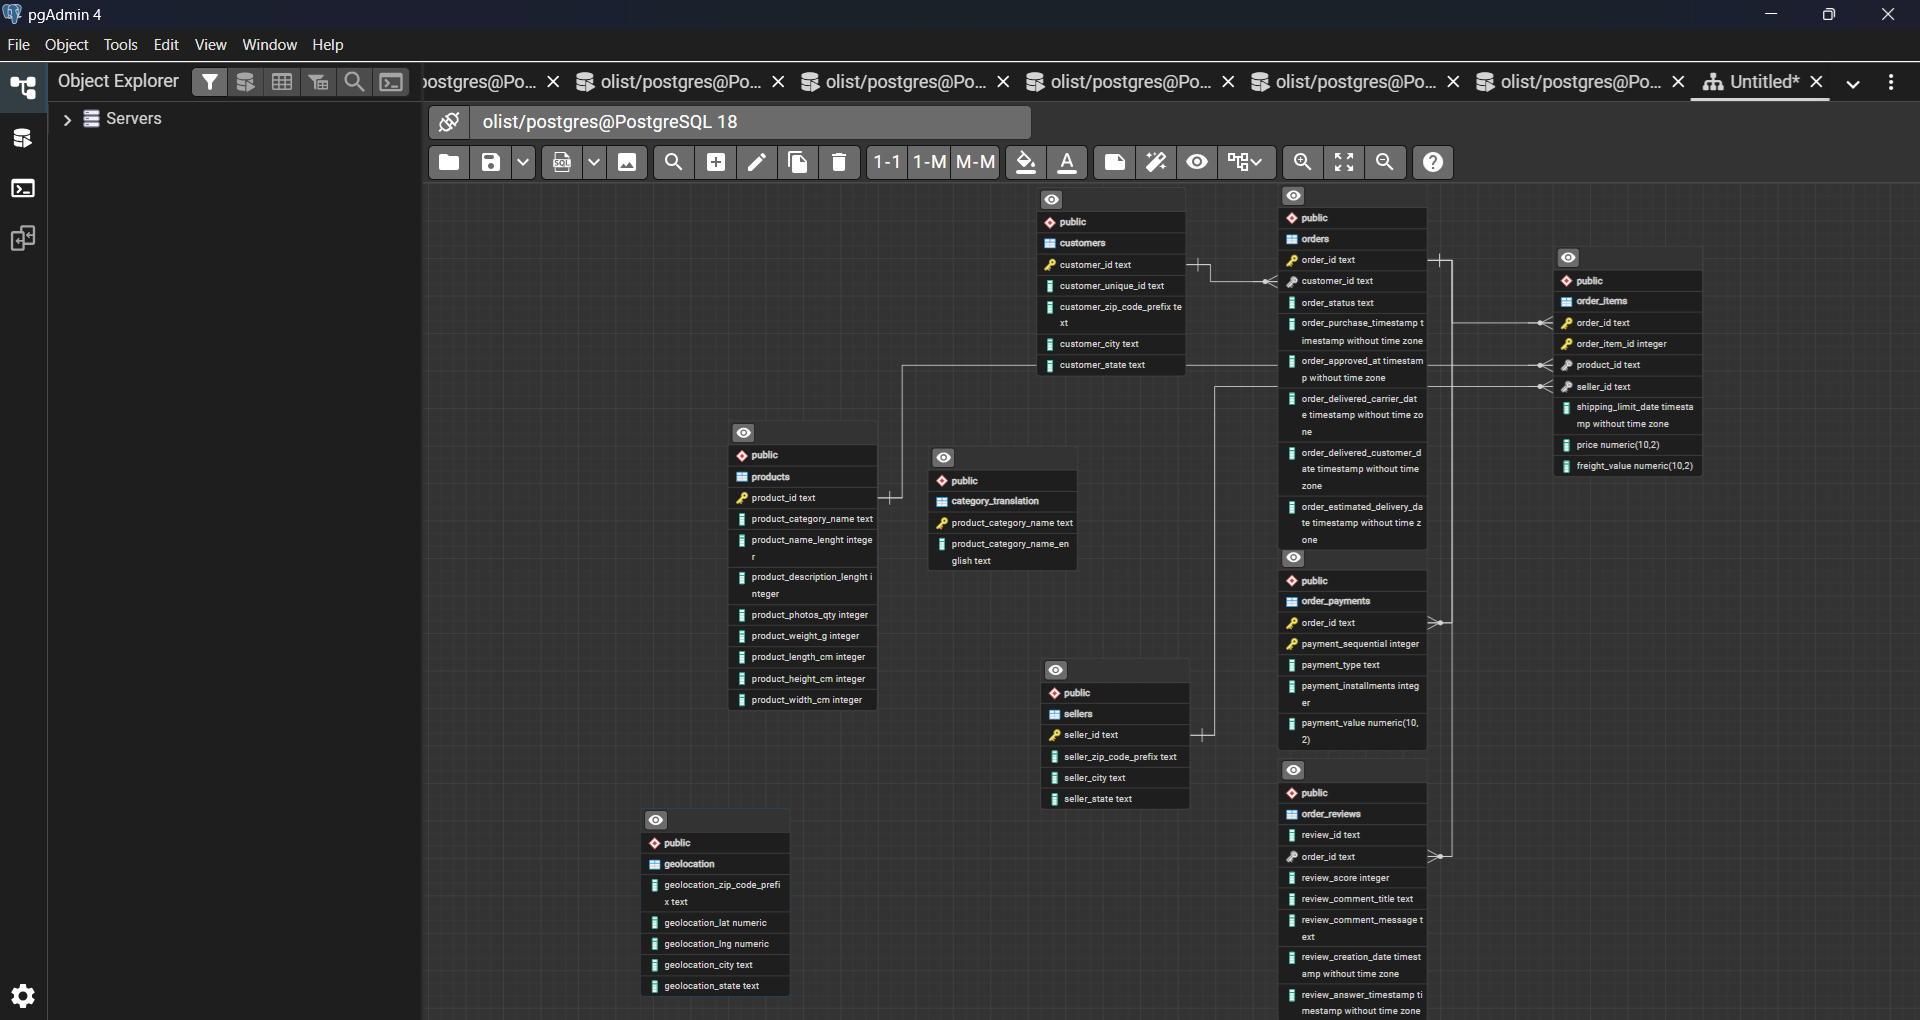 pgAdmin 4
File Object Tools Edit View Window Help
Object Explorer
Servers
ostgres@Po...
olist/postgres@Po...
olist/postgres@Po...
olist/postgres@Po...
olist/postgres@Po...
olist/postgres@Po...
Untitled*
olist/postgres@PostgreSQL 18
SQL
1-1 1-M M-M
public
customers
customer_id text
customer_unique_id text
customer_zip_code_prefix te
xt
customer_city text
customer_state text
public
orders
order_id text
customer_id text
order_status text
order_purchase_timestamp t
imestamp without time zone
order_approved_at timestam
p without time zone
order_delivered_carrier_dat
e timestamp without time zo
ne
order_delivered_customer_d
ate timestamp without time
zone
order_estimated_delivery_da
te timestamp without time z
one
public
order_items
order_id text
order_item_id integer
product_id text
seller_id text
shipping_limit_date timesta
mp without time zone
price numeric(10,2)
freight_value numeric(10,2)
public
products
product_id text
product_category_name text
product_name_lenght intege
r
product_description_lenght i
nteger
product_photos_qty integer
product_weight_g integer
product_length_cm integer
product_height_cm integer
product_width_cm integer
public
category_translation
product_category_name text
product_category_name_en
glish text
public
order_payments
order_id text
payment_sequential integer
payment_type text
payment_installments integ
er
payment_value numeric(10,
2)
public
sellers
seller_id text
seller_zip_code_prefix text
seller_city text
seller_state text
public
order_reviews
review_id text
order_id text
review_score integer
review_comment_title text
review_comment_message t
ext
review_creation_date timest
amp without time zone
review_answer_timestamp ti
mestamp without time zone
public
geolocation
geolocation_zip_code_prefi
x text
geolocation_lat numeric
geolocation_lng numeric
geolocation_city text
geolocation_state text